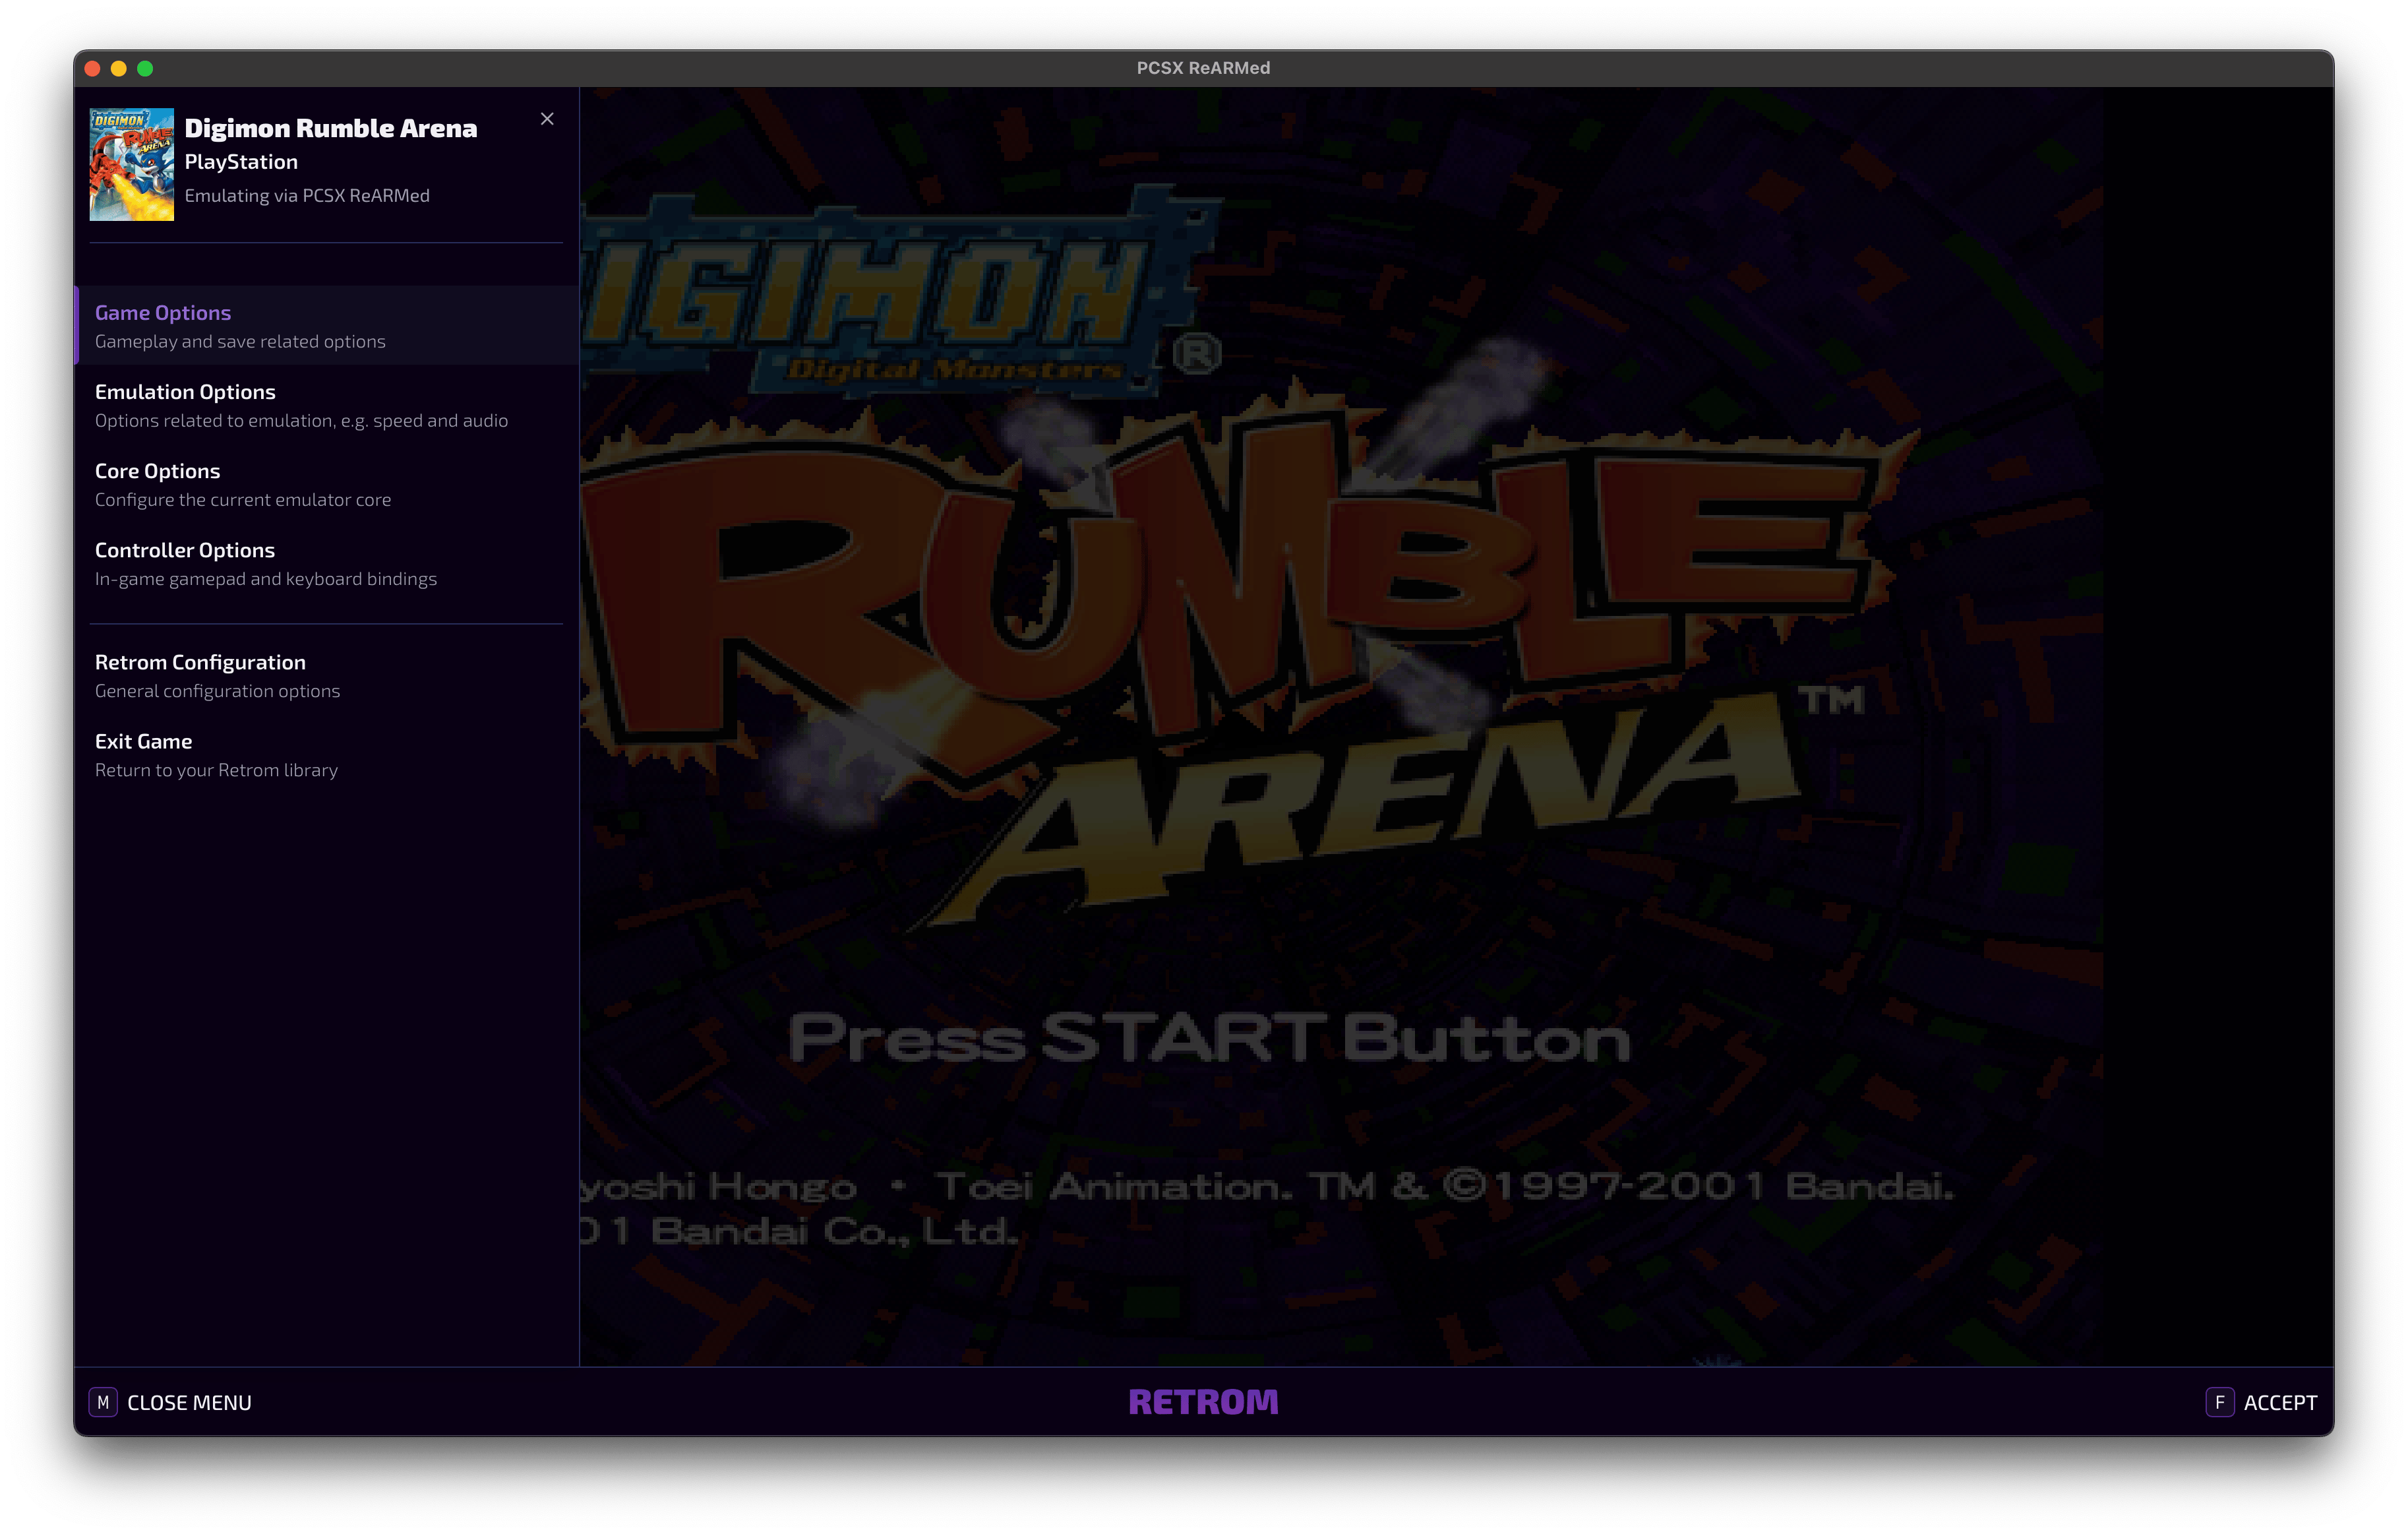 PCSX ReARMed
DIGIMON
RUMBLE
ARENA
Digimon Rumble Arena
PlayStation
Emulating via PCSX ReARMed
Game Options
Gameplay and save related options
Emulation Options
Options related to emulation, e.g. speed and audio
Core Options
Configure the current emulator core
Controller Options
In-game gamepad and keyboard bindings
Retrom Configuration
General configuration options
Exit Game
Return to your Retrom library
IGIMON
Digital Monsters ®
RUMBLE
ARENA ™
Press START Button
yoshi Hongo • Toei Animation. TM & ©1997-2001 Bandai.
01 Bandai Co., Ltd.
M CLOSE MENU
RETROM
F ACCEPT